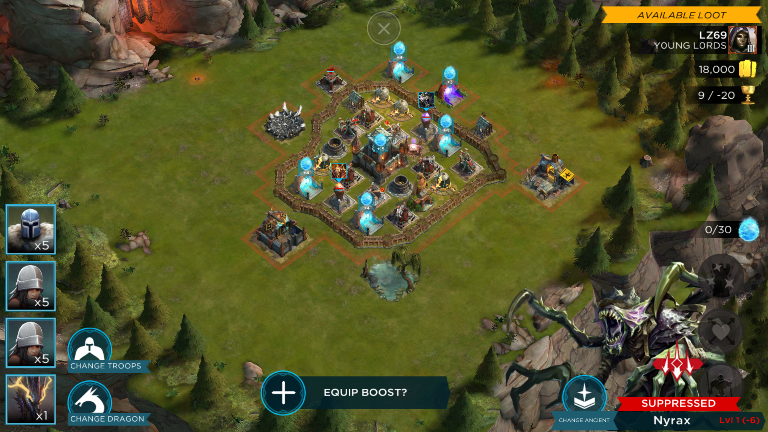 AVAILABLE LOOT
LZ69
YOUNG LORDS
III
18,000
9 / -20
0/30
x5
x5
x5
x1
CHANGE TROOPS
CHANGE DRAGON
EQUIP BOOST?
CHANGE ANCIENT
SUPPRESSED
Nyrax
Lvl 1 (-6)